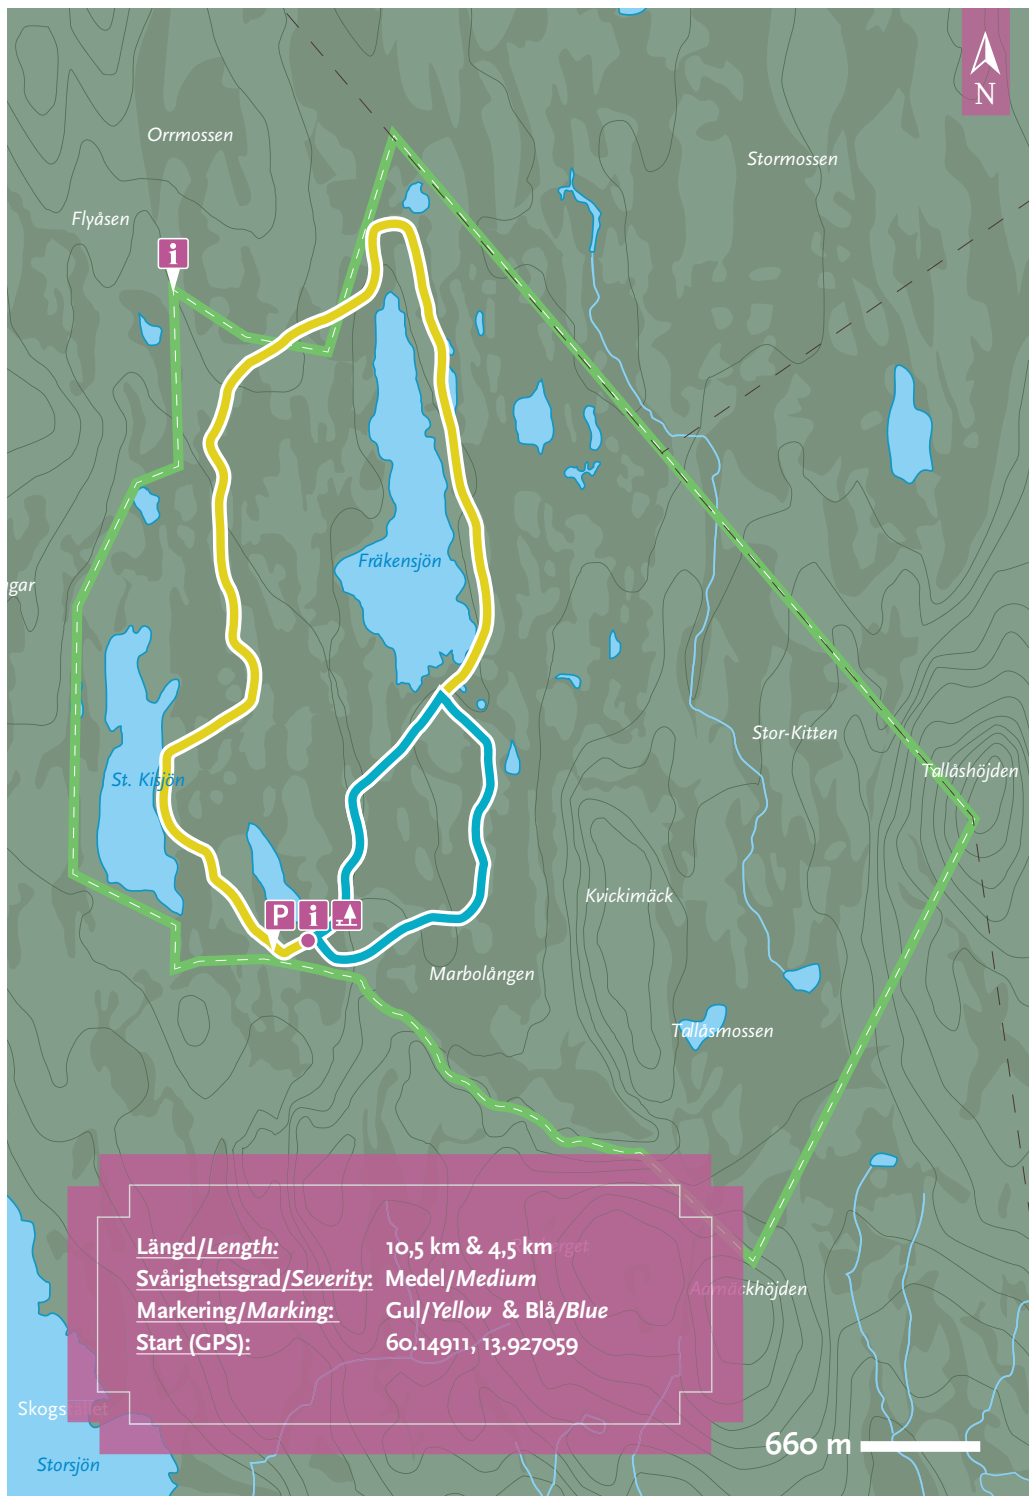 N
Orrmossen
Stormossen
Flyåsen
i
Fräkensjön
gar
Stor-Kitten
Tallåshöjden
St. Kisjön
Kvickimäck
P i
Marbolången
Tallåsmossen
Längd/Length: 10,5 km & 4,5 km
Svårighetsgrad/Severity: Medel/Medium
Markering/Marking: Gul/Yellow & Blå/Blue
Start (GPS): 60.14911, 13.927059
Skogs
660 m
Storsjön